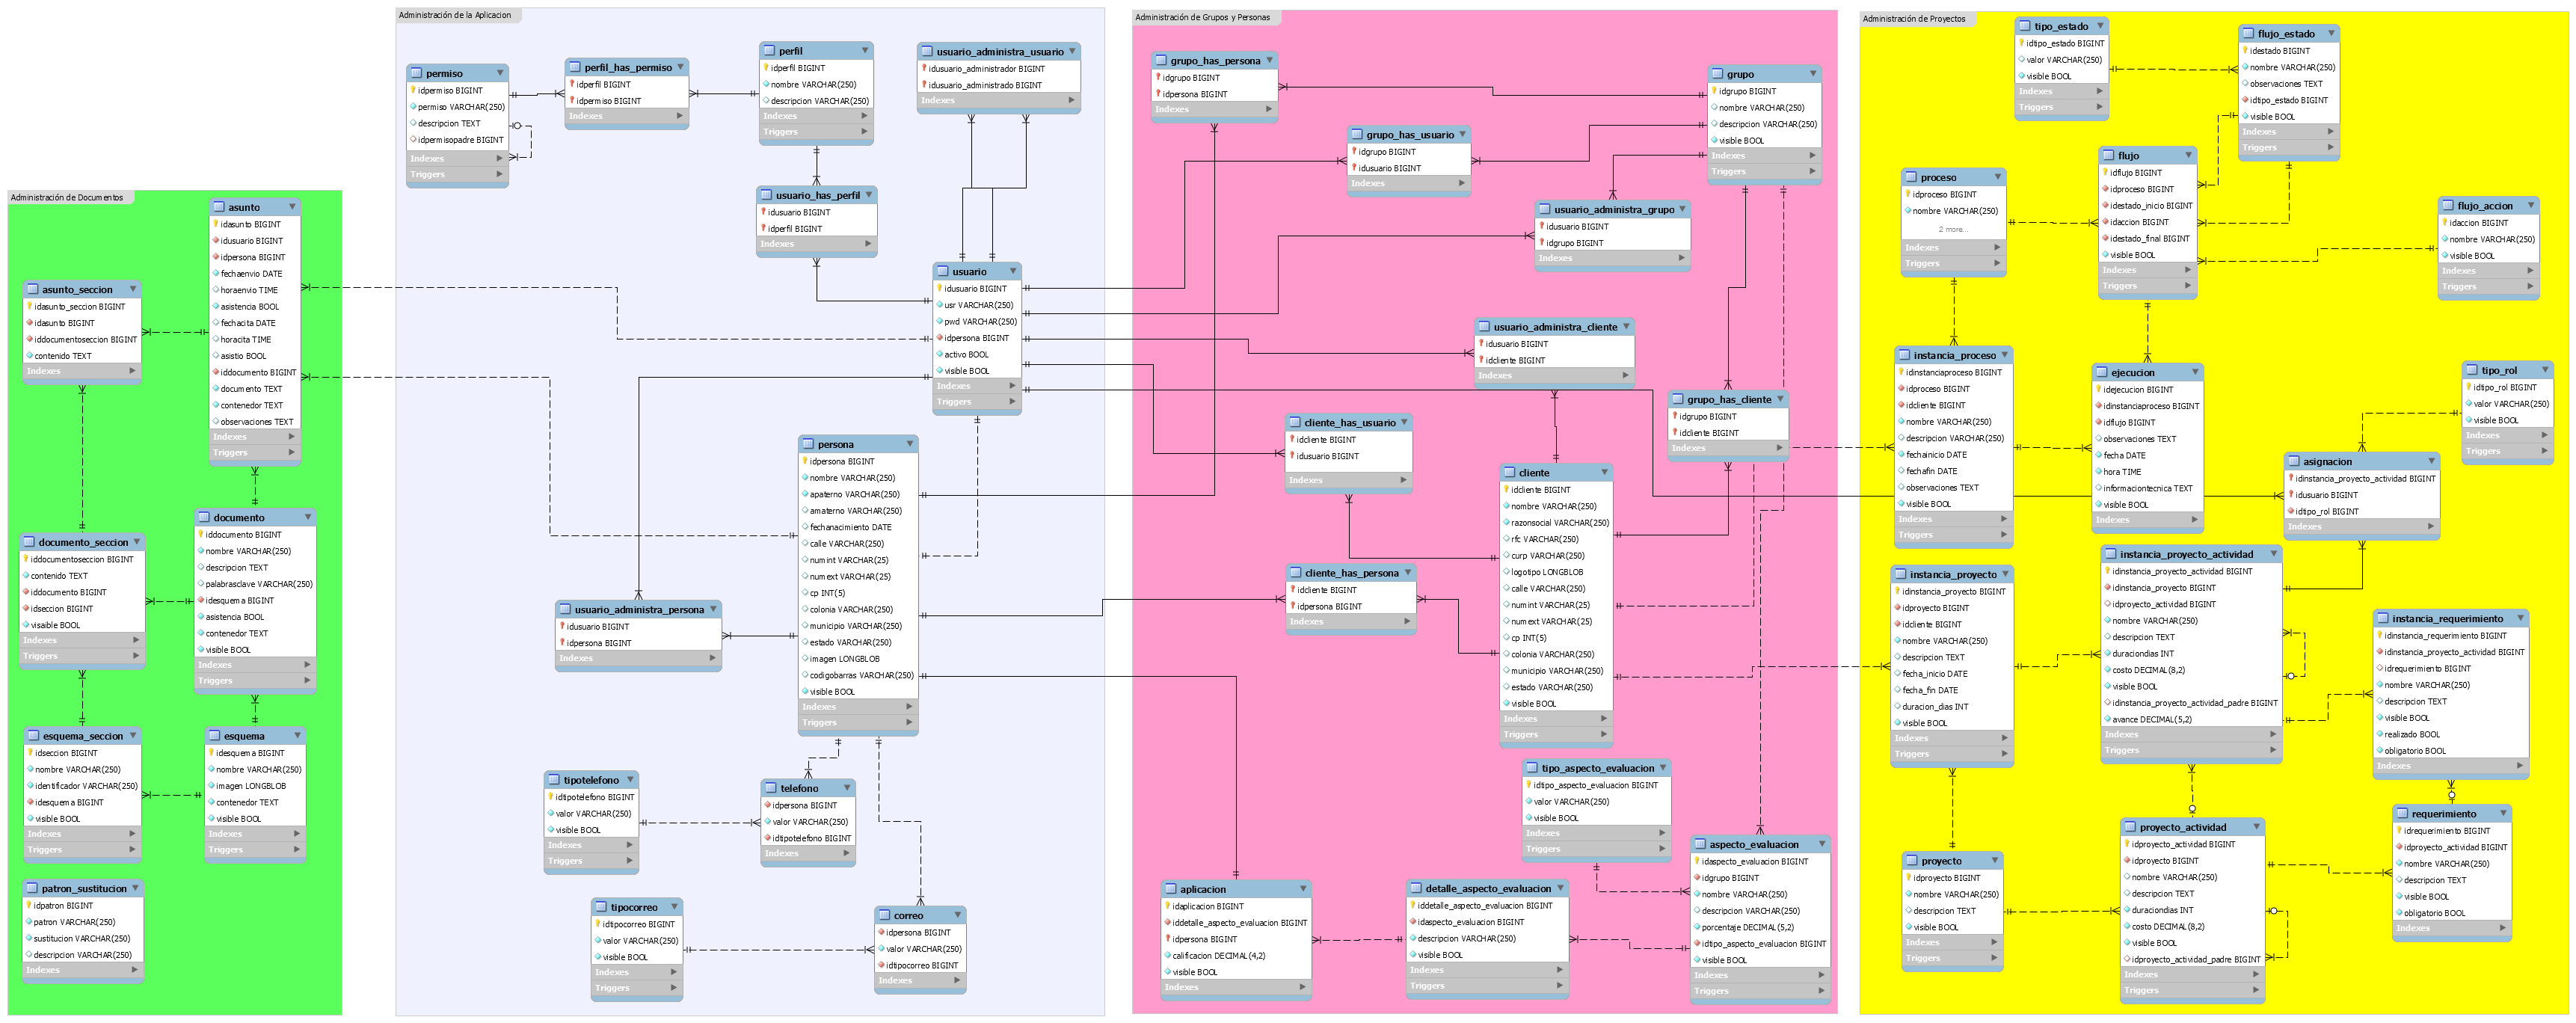 Administración de Documentos
asunto
idasunto BIGINT
idusuario BIGINT
idpersona BIGINT
fechaenvio DATE
horaenvio TIME
asistencia BOOL
fechacita DATE
horacita TIME
asistio BOOL
iddocumento BIGINT
documento TEXT
contenedor TEXT
observaciones TEXT
Indexes
Triggers
asunto_seccion
idasunto_seccion BIGINT
idasunto BIGINT
iddocumentoseccion BIGINT
contenido TEXT
Indexes
documento_seccion
iddocumentoseccion BIGINT
contenido TEXT
iddocumento BIGINT
idseccion BIGINT
visaible BOOL
Indexes
Triggers
documento
iddocumento BIGINT
nombre VARCHAR(250)
descripcion TEXT
palabrasclave VARCHAR(250)
idesquema BIGINT
asistencia BOOL
contenedor TEXT
visible BOOL
Indexes
Triggers
esquema_seccion
idseccion BIGINT
nombre VARCHAR(250)
identificador VARCHAR(250)
idesquema BIGINT
visible BOOL
Indexes
Triggers
esquema
idesquema BIGINT
nombre VARCHAR(250)
imagen LONGBLOB
contenedor TEXT
visible BOOL
Indexes
Triggers
patron_sustitucion
idpatron BIGINT
patron VARCHAR(250)
sustitucion VARCHAR(250)
descripcion VARCHAR(250)
Indexes
Administración de la Aplicacion
permiso
idpermiso BIGINT
permiso VARCHAR(250)
descripcion TEXT
idpermisopadre BIGINT
Indexes
Triggers
perfil_has_permiso
idperfil BIGINT
idpermiso BIGINT
Indexes
perfil
idperfil BIGINT
nombre VARCHAR(250)
descripcion VARCHAR(250)
Indexes
Triggers
usuario_administra_usuario
idusuario_administrador BIGINT
idusuario_administrado BIGINT
Indexes
usuario_has_perfil
idusuario BIGINT
idperfil BIGINT
Indexes
usuario
idusuario BIGINT
usr VARCHAR(250)
pwd VARCHAR(250)
idpersona BIGINT
activo BOOL
visible BOOL
Indexes
Triggers
persona
idpersona BIGINT
nombre VARCHAR(250)
apaterno VARCHAR(250)
amaterno VARCHAR(250)
fechanacimiento DATE
calle VARCHAR(250)
numint VARCHAR(25)
numext VARCHAR(25)
cp INT(5)
colonia VARCHAR(250)
municipio VARCHAR(250)
estado VARCHAR(250)
imagen LONGBLOB
codigobarras VARCHAR(250)
visible BOOL
Indexes
Triggers
usuario_administra_persona
idusuario BIGINT
idpersona BIGINT
Indexes
tipotelefono
idtipotelefono BIGINT
valor VARCHAR(250)
visible BOOL
Indexes
Triggers
telefono
idpersona BIGINT
valor VARCHAR(250)
idtipotelefono BIGINT
Indexes
tipocorreo
idtipocorreo BIGINT
valor VARCHAR(250)
visible BOOL
Indexes
Triggers
correo
idpersona BIGINT
valor VARCHAR(250)
idtipocorreo BIGINT
Indexes
Administración de Grupos y Personas
grupo_has_persona
idgrupo BIGINT
idpersona BIGINT
Indexes
grupo
idgrupo BIGINT
nombre VARCHAR(250)
descripcion VARCHAR(250)
visible BOOL
Indexes
Triggers
grupo_has_usuario
idgrupo BIGINT
idusuario BIGINT
Indexes
usuario_administra_grupo
idusuario BIGINT
idgrupo BIGINT
Indexes
usuario_administra_cliente
idusuario BIGINT
idcliente BIGINT
Indexes
grupo_has_cliente
idgrupo BIGINT
idcliente BIGINT
Indexes
cliente_has_usuario
idcliente BIGINT
idusuario BIGINT
Indexes
cliente
idcliente BIGINT
nombre VARCHAR(250)
razonsocial VARCHAR(250)
rfc VARCHAR(250)
curp VARCHAR(250)
logotipo LONGBLOB
calle VARCHAR(250)
numint VARCHAR(25)
numext VARCHAR(25)
cp INT(5)
colonia VARCHAR(250)
municipio VARCHAR(250)
estado VARCHAR(250)
visible BOOL
Indexes
Triggers
cliente_has_persona
idcliente BIGINT
idpersona BIGINT
Indexes
tipo_aspecto_evaluacion
idtipo_aspecto_evaluacion BIGINT
valor VARCHAR(250)
visible BOOL
Indexes
Triggers
aspecto_evaluacion
idaspecto_evaluacion BIGINT
idgrupo BIGINT
nombre VARCHAR(250)
descripcion VARCHAR(250)
porcentaje DECIMAL(5,2)
idtipo_aspecto_evaluacion BIGINT
visible BOOL
Indexes
Triggers
aplicacion
idaplicacion BIGINT
iddetalle_aspecto_evaluacion BIGINT
idpersona BIGINT
calificacion DECIMAL(4,2)
visible BOOL
Indexes
detalle_aspecto_evaluacion
iddetalle_aspecto_evaluacion BIGINT
idaspecto_evaluacion BIGINT
descripcion VARCHAR(250)
visible BOOL
Indexes
Triggers
Administración de Proyectos
tipo_estado
idtipo_estado BIGINT
valor VARCHAR(250)
visible BOOL
Indexes
Triggers
flujo_estado
idestado BIGINT
nombre VARCHAR(250)
observaciones TEXT
idtipo_estado BIGINT
visible BOOL
Indexes
Triggers
proceso
idproceso BIGINT
nombre VARCHAR(250)
2 more...
Indexes
Triggers
flujo
idflujo BIGINT
idproceso BIGINT
idestado_inicio BIGINT
idaccion BIGINT
idestado_final BIGINT
visible BOOL
Indexes
Triggers
flujo_accion
idaccion BIGINT
nombre VARCHAR(250)
visible BOOL
Indexes
Triggers
instancia_proceso
idinstanciaproceso BIGINT
idproceso BIGINT
idcliente BIGINT
nombre VARCHAR(250)
descripcion VARCHAR(250)
fechainicio DATE
fechafin DATE
observaciones TEXT
visible BOOL
Indexes
Triggers
ejecucion
idejecucion BIGINT
idinstanciaproceso BIGINT
idflujo BIGINT
observaciones TEXT
fecha DATE
hora TIME
informaciontecnica TEXT
visible BOOL
Indexes
tipo_rol
idtipo_rol BIGINT
valor VARCHAR(250)
visible BOOL
Indexes
Triggers
asignacion
idinstancia_proyecto_actividad BIGINT
idusuario BIGINT
idtipo_rol BIGINT
Indexes
instancia_proyecto
idinstancia_proyecto BIGINT
idproyecto BIGINT
idcliente BIGINT
nombre VARCHAR(250)
descripcion TEXT
fecha_inicio DATE
fecha_fin DATE
duracion_dias INT
visible BOOL
Indexes
Triggers
instancia_proyecto_actividad
idinstancia_proyecto_actividad BIGINT
idinstancia_proyecto BIGINT
idproyecto_actividad BIGINT
nombre VARCHAR(250)
descripcion TEXT
duraciondias INT
costo DECIMAL(8,2)
visible BOOL
idinstancia_proyecto_actividad_padre BIGINT
avance DECIMAL(5,2)
Indexes
Triggers
instancia_requerimiento
idinstancia_requerimiento BIGINT
idinstancia_proyecto_actividad BIGINT
idrequerimiento BIGINT
nombre VARCHAR(250)
descripcion TEXT
visible BOOL
realizado BOOL
obligatorio BOOL
Indexes
proyecto
idproyecto BIGINT
nombre VARCHAR(250)
descripcion TEXT
visible BOOL
Indexes
Triggers
proyecto_actividad
idproyecto_actividad BIGINT
idproyecto BIGINT
nombre VARCHAR(250)
descripcion TEXT
duraciondias INT
costo DECIMAL(8,2)
visible BOOL
idproyecto_actividad_padre BIGINT
Indexes
Triggers
requerimiento
idrequerimiento BIGINT
idproyecto_actividad BIGINT
nombre VARCHAR(250)
descripcion TEXT
visible BOOL
obligatorio BOOL
Indexes